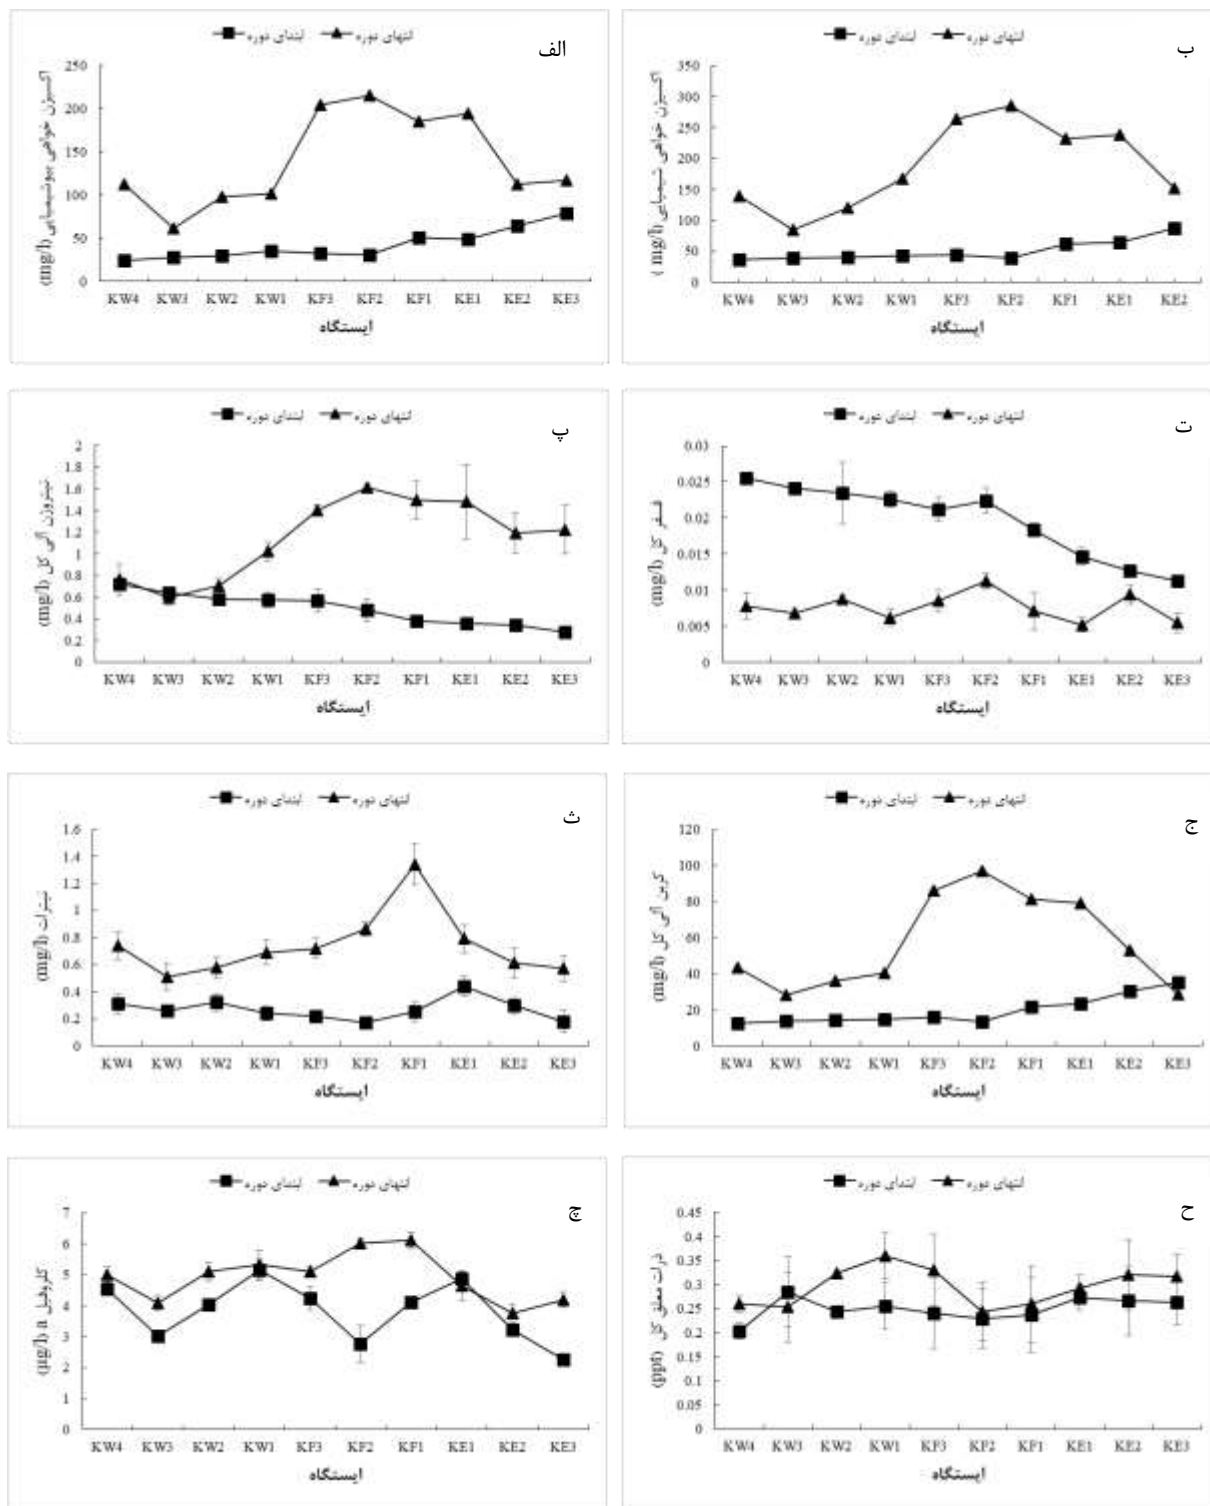 ابتدای دوره انتهای دوره
الف
اکسیژن خواهی بیوشیمیایی (mg/l)
250
200
150
100
50
0
KW4 KW3 KW2 KW1 KF3 KF2 KF1 KE1 KE2 KE3
ایستگاه
ابتدای دوره انتهای دوره
ب
اکسیژن خواهی شیمیایی (mg/l )
350
300
250
200
150
100
50
0
KW4 KW3 KW2 KW1 KF3 KF2 KF1 KE1 KE2
ایستگاه
ابتدای دوره انتهای دوره
پ
نیتروژن آلی کل (mg/l)
2
1.8
1.6
1.4
1.2
1
0.8
0.6
0.4
0.2
0
KW4 KW3 KW2 KW1 KF3 KF2 KF1 KE1 KE2 KE3
ایستگاه
ابتدای دوره انتهای دوره
ت
فسفر کل (mg/l)
0.03
0.025
0.02
0.015
0.01
0.005
0
KW4 KW3 KW2 KW1 KF3 KF2 KF1 KE1 KE2 KE3
ایستگاه
ابتدای دوره انتهای دوره
ث
نیترات (mg/l)
1.6
1.4
1.2
1
0.8
0.6
0.4
0.2
0
KW4 KW3 KW2 KW1 KF3 KF2 KF1 KE1 KE2 KE3
ایستگاه
ابتدای دوره انتهای دوره
ج
کربن آلی کل (mg/l)
120
100
80
60
40
20
0
KW4 KW3 KW2 KW1 KF3 KF2 KF1 KE1 KE2 KE3
ایستگاه
ابتدای دوره انتهای دوره
چ
کلروفیل a (µg/l)
7
6
5
4
3
2
1
0
KW4 KW3 KW2 KW1 KF3 KF2 KF1 KE1 KE2 KE3
ایستگاه
ابتدای دوره انتهای دوره
ح
ذرات معلق کل (ppt)
0.45
0.4
0.35
0.3
0.25
0.2
0.15
0.1
0.05
0
KW4 KW3 KW2 KW1 KF3 KF2 KF1 KE1 KE2 KE3
ایستگاه